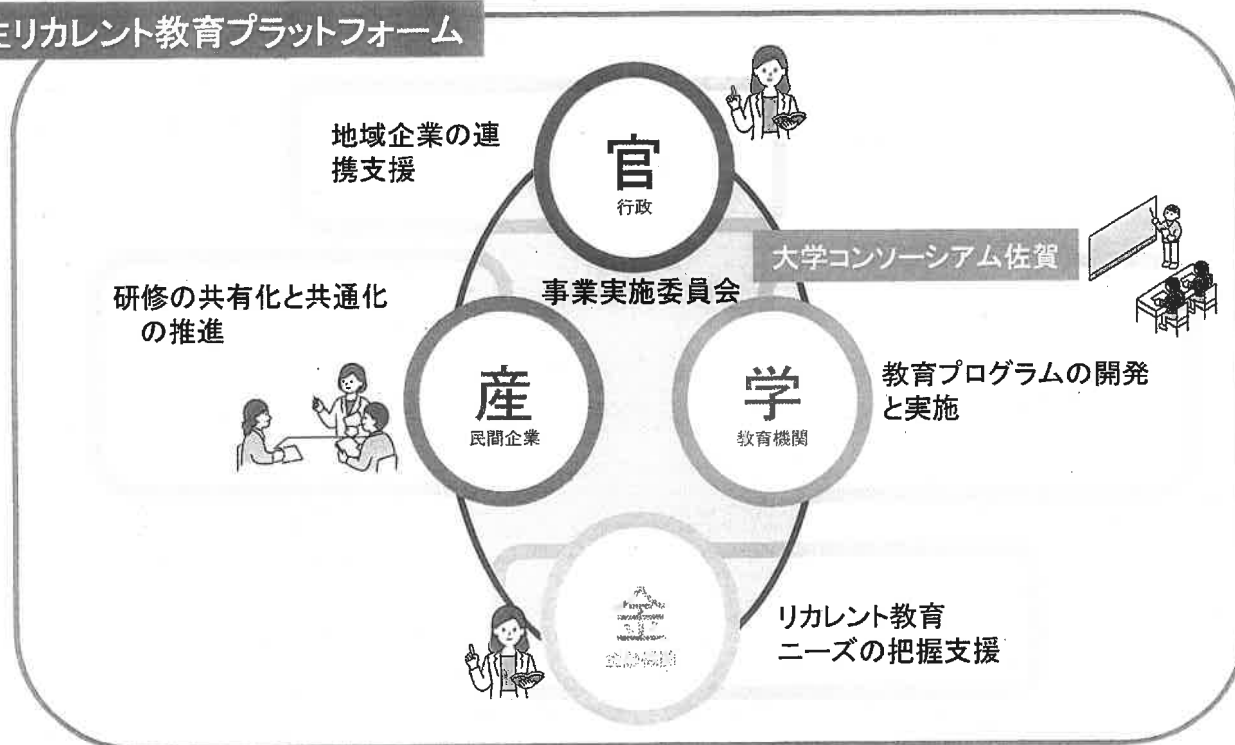 リカレント教育プラットフォーム
地域企業の連
携支援
官
行政
大学コンソーシアム佐賀
事業実施委員会
研修の共有化と共通化
の推進
産
民間企業
学
教育機関
教育プログラムの開発
と実施
金
リカレント教育
ニーズの把握支援